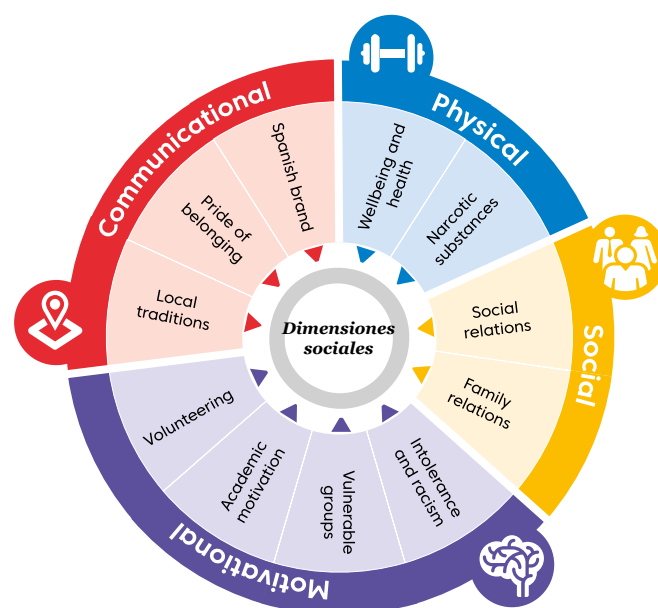 Communicational
Spanish brand
Pride of
belonging
Local
traditions
Physical
Wellbeing and
health
Narcotic
substances
Social
Social
relations
Family
relations
Motivational
Intolerance
and racism
Vulnerable
groups
Academic
motivation
Volunteering
Dimensiones
sociales